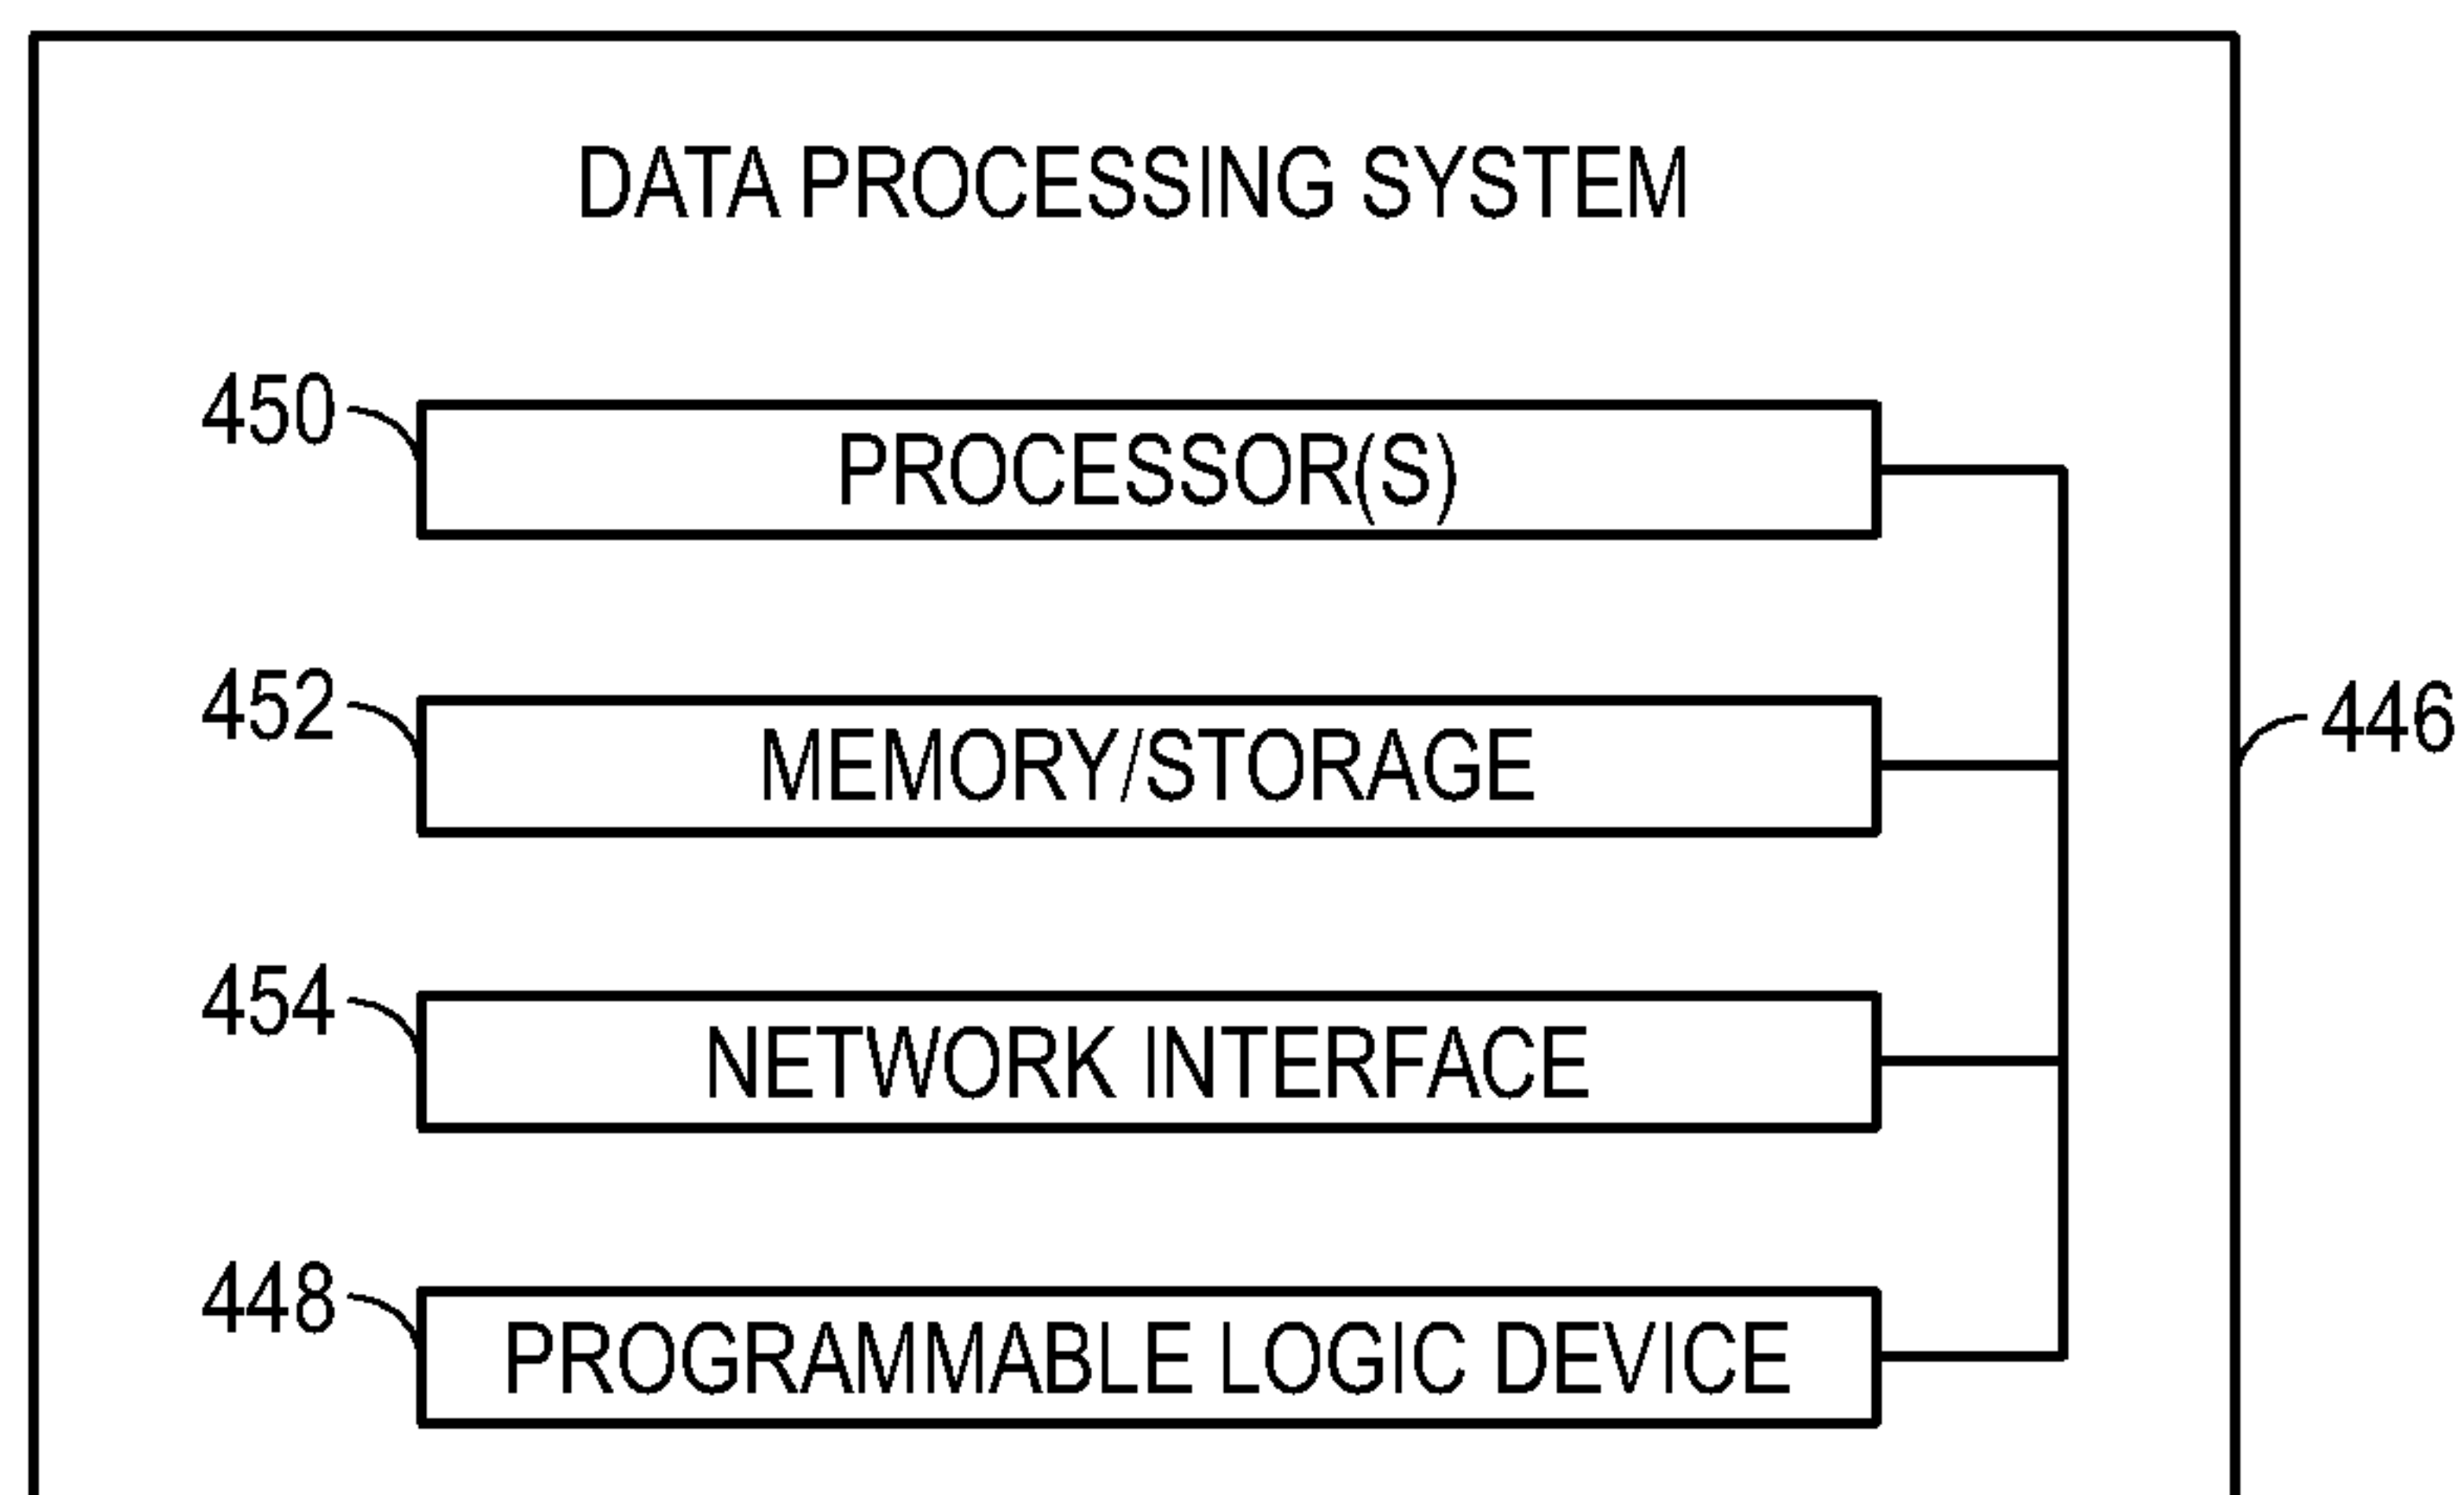 DATA PROCESSING SYSTEM
450
PROCESSOR(S)
452
MEMORY/STORAGE
446
454
NETWORK INTERFACE
448
PROGRAMMABLE LOGIC DEVICE